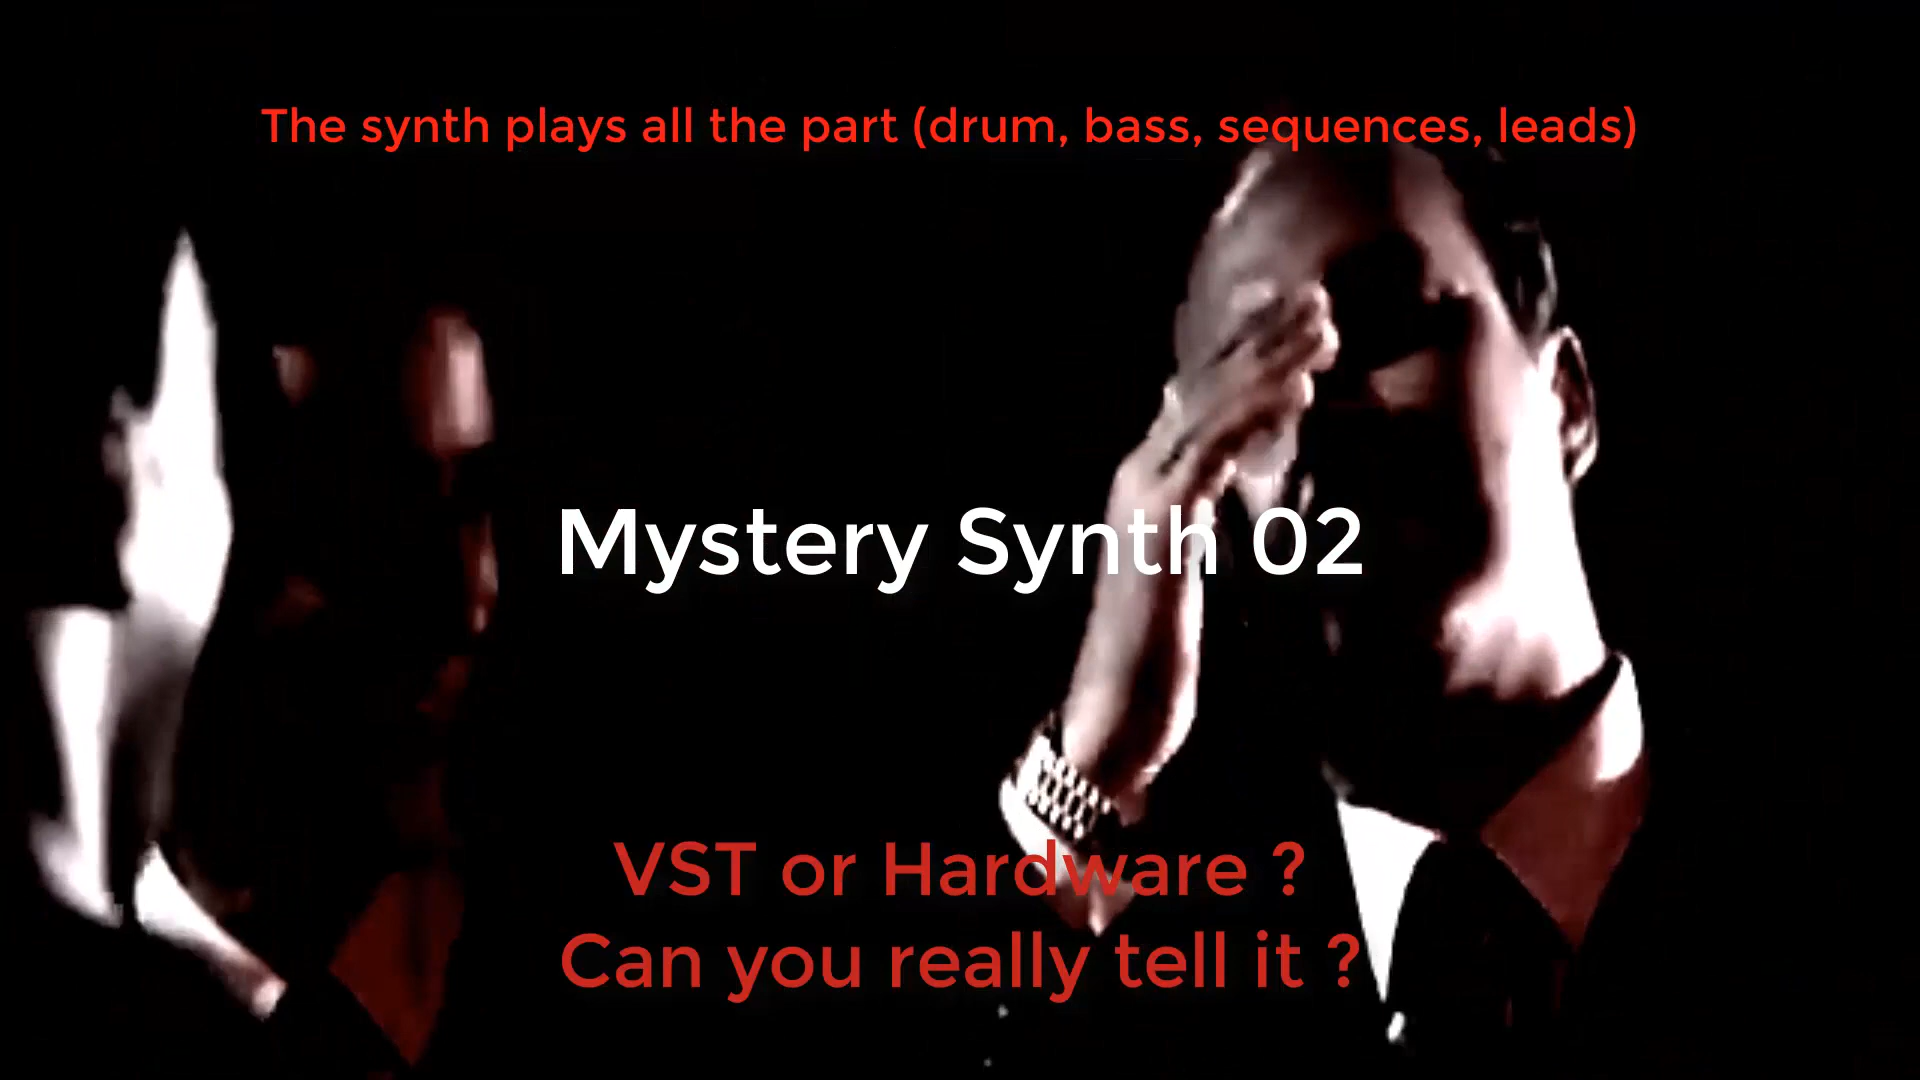 The synth plays all the part (drum, bass, sequences, leads)
Mystery Synth 02
VST or Hardware ?
Can you really tell it ?